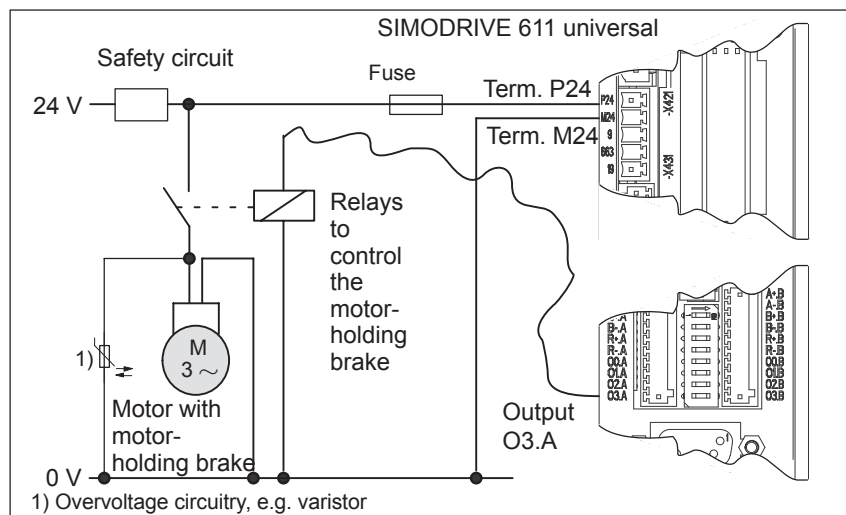 SIMODRIVE 611 universal
Safety circuit
Fuse
Term. P24
24 V
Term. M24
P24
M24
9
663
19
-X421
-X431
Relays
to
control
the
motor-
holding
brake
1)
M
3 ~
Motor with
motor-
holding brake
Output
O3.A
B-.A
R+.A
R-.A
O0.A
O1.A
O2.A
O3.A
A+.B
A-.B
B+.B
B-.B
R+.B
R-.B
O0.B
O1.B
O2.B
O3.B
0 V
1) Overvoltage circuitry, e.g. varistor